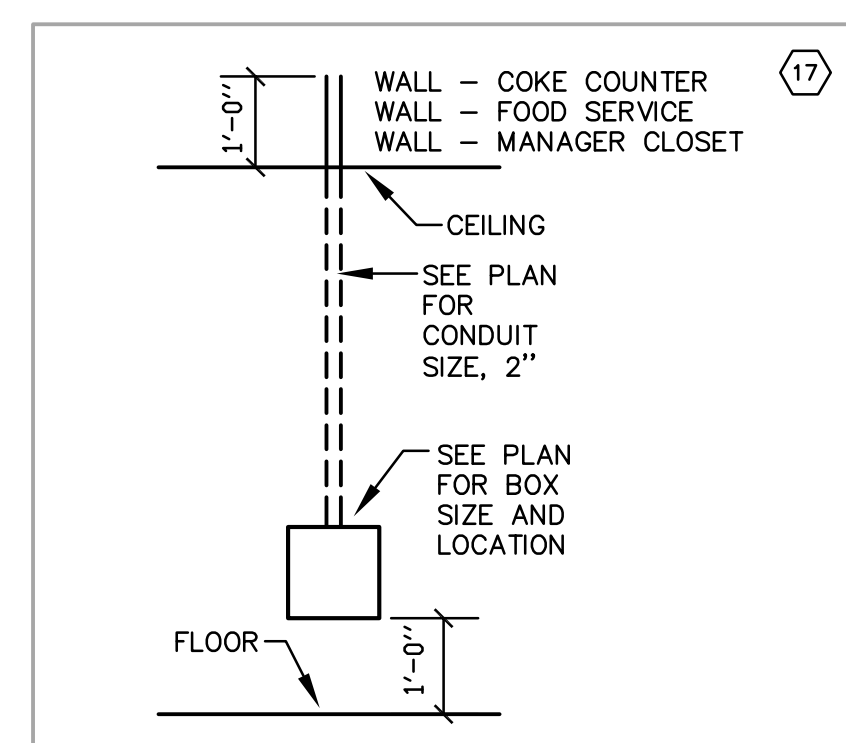 WALL – COKE COUNTER
WALL – FOOD SERVICE
WALL – MANAGER CLOSET
17
1'-0"
CEILING
SEE PLAN
FOR
CONDUIT
SIZE, 2"
SEE PLAN
FOR BOX
SIZE AND
LOCATION
FLOOR
1'-0"